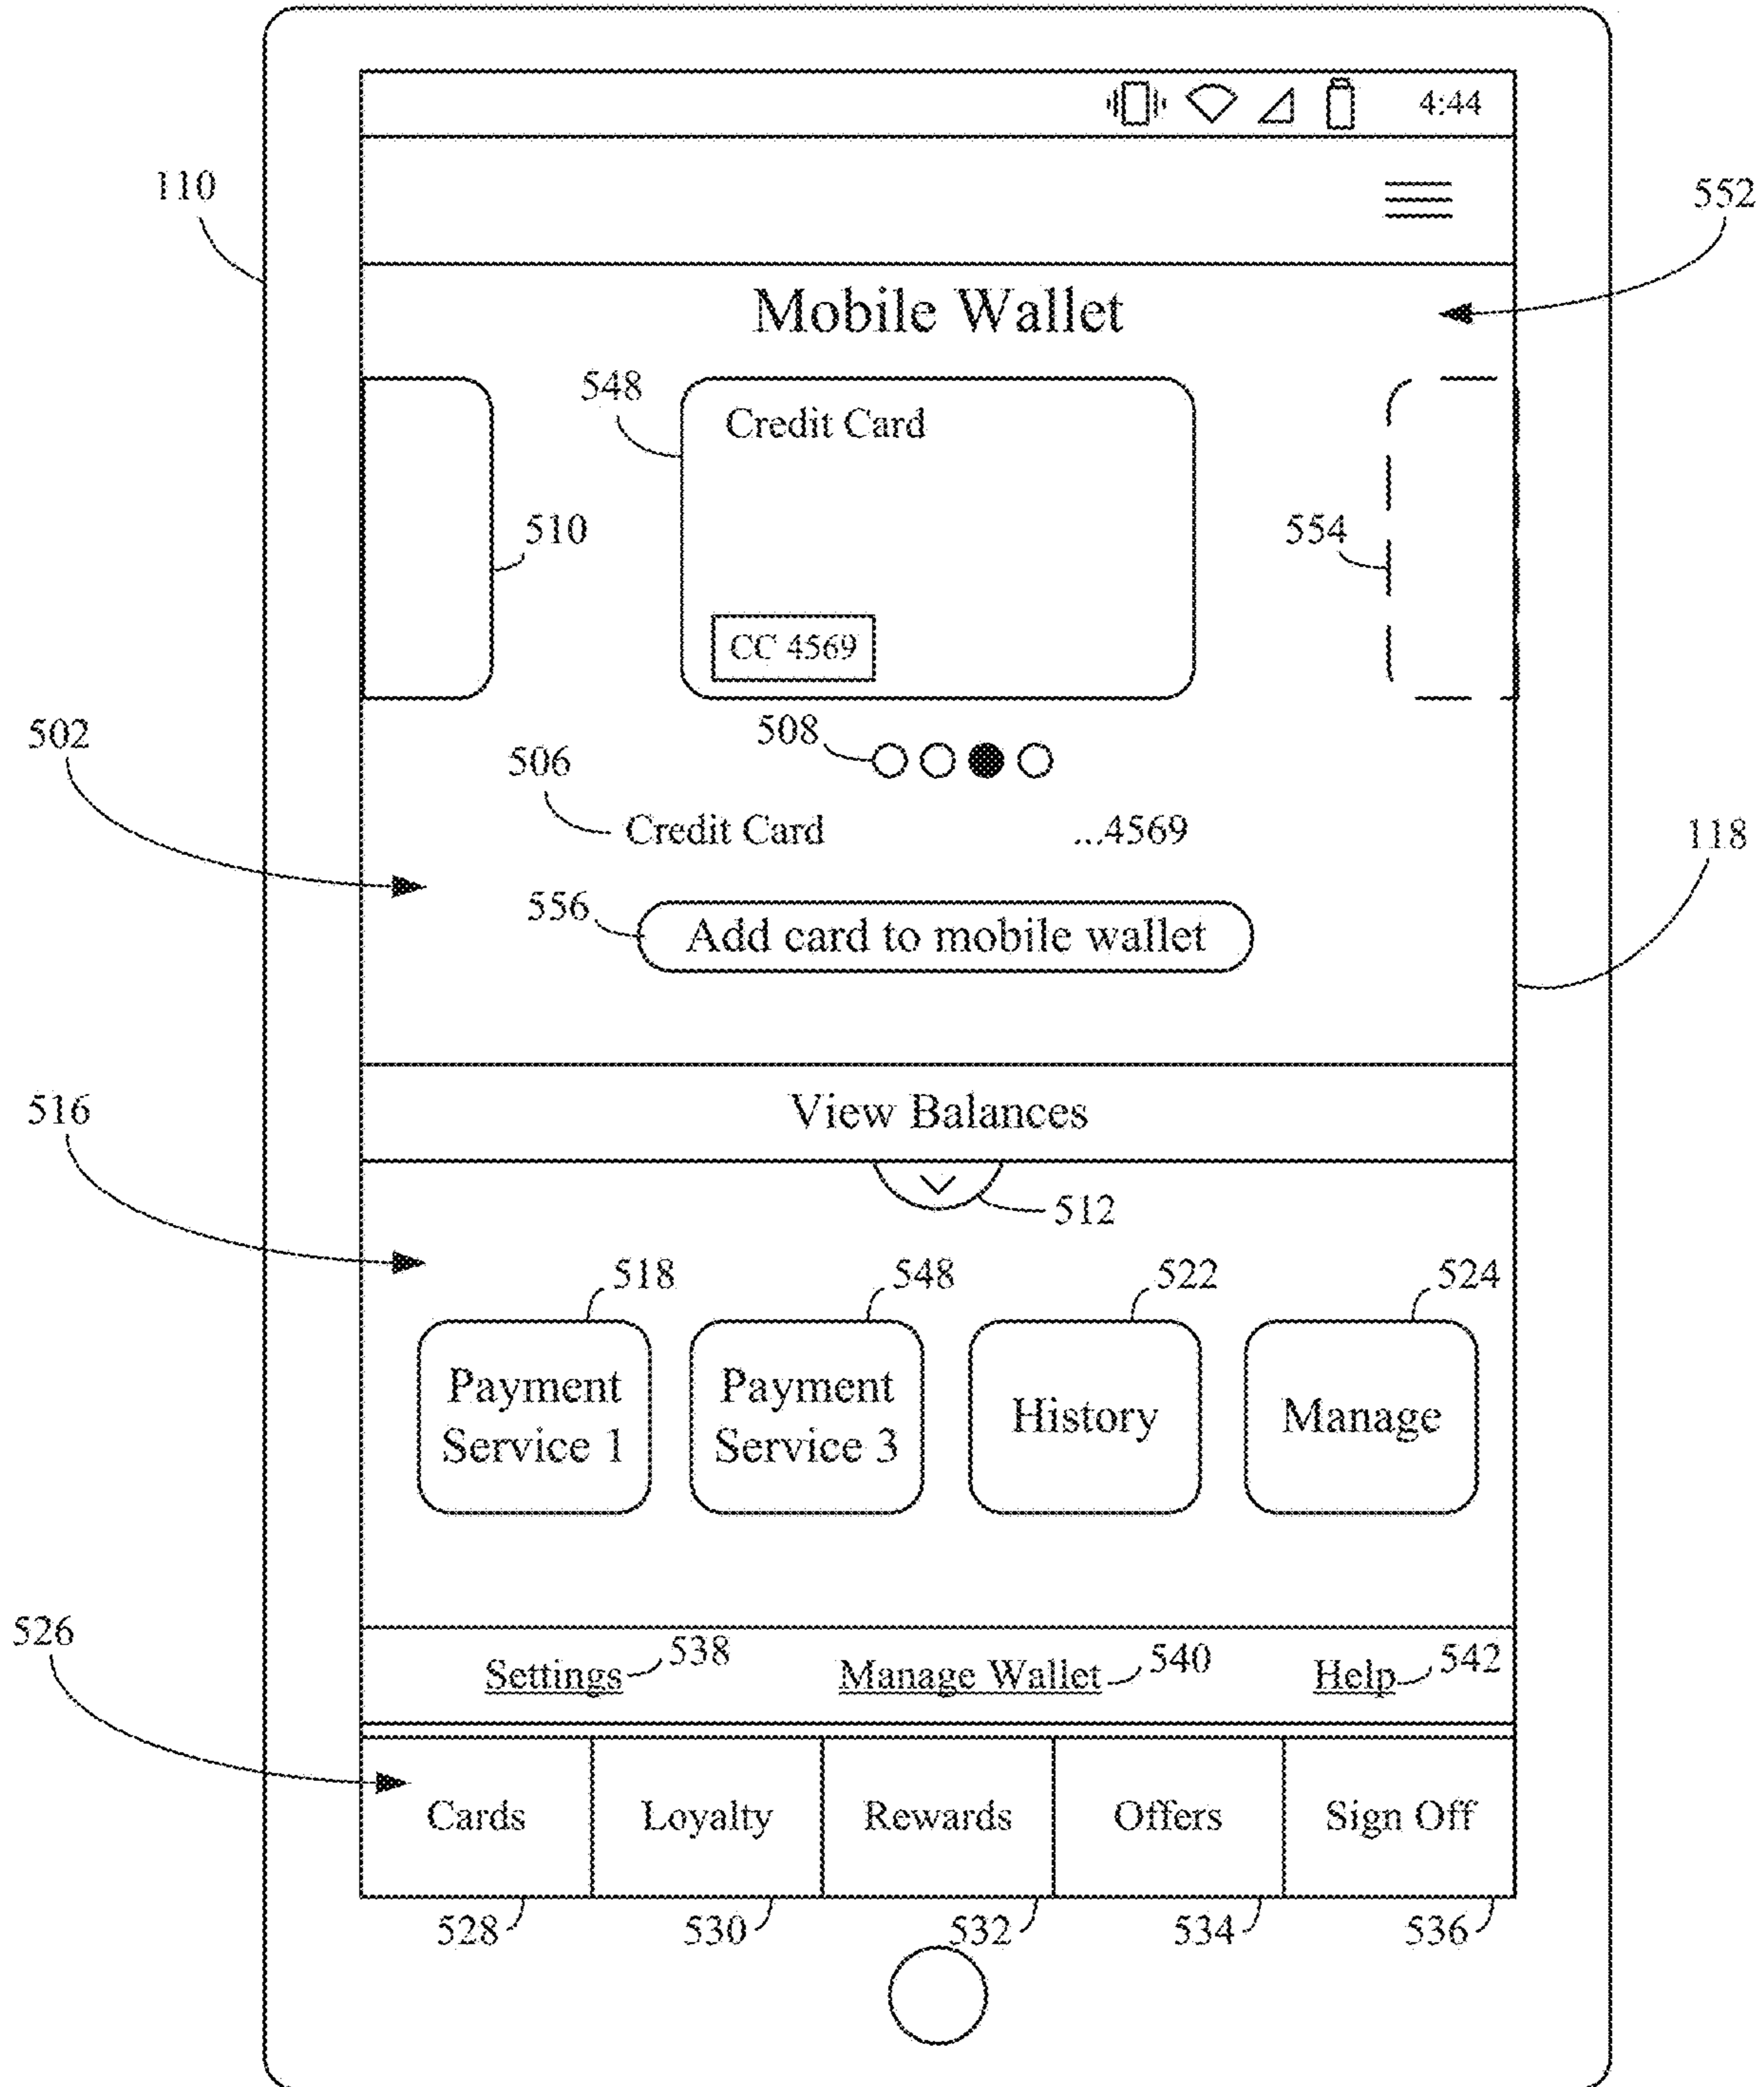 4:44
110
552
Mobile Wallet
548
Credit Card
510
554
CC 4569
502
508
506
Credit Card ...4569
118
556
Add card to mobile wallet
View Balances
516
512
518 548 522 524
Payment Service 1
Payment Service 3
History
Manage
526
Settings 538 Manage Wallet 540 Help 542
Cards Loyalty Rewards Offers Sign Off
528 530 532 534 536